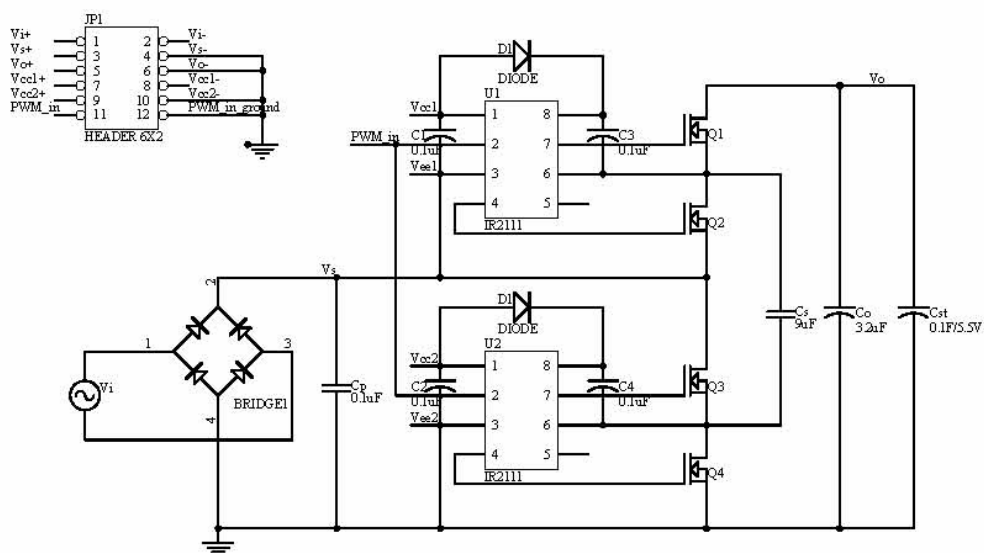 JP1
Vi+ 1 2 Vi-
Vs+ 3 4 Vs-
Vo+ 5 6 Vo-
Vcc1+ 7 8 Vcc1-
Vcc2+ 9 10 Vcc2-
PWM_in 11 12 PWM_in_ground
HEADER 6X2
D1
DIODE
Vcc1 U1
1 8
C1 0.1uF
C3 0.1uF
PWM_in 2 7 Q1
Vee1 3 6
4 5 Q2
IR2111
Vs
2
D1
DIODE
U2
Cs 9uF
Co 3.2uF
Cst 0.1F/5.5V
Vo
1 3
Vcc2 1 8
Vi
BRIDGE1
Cp 0.1uF
C2 0.1uF
C4 0.1uF
2 7 Q3
4
Vee2 3 6
4 5 Q4
IR2111